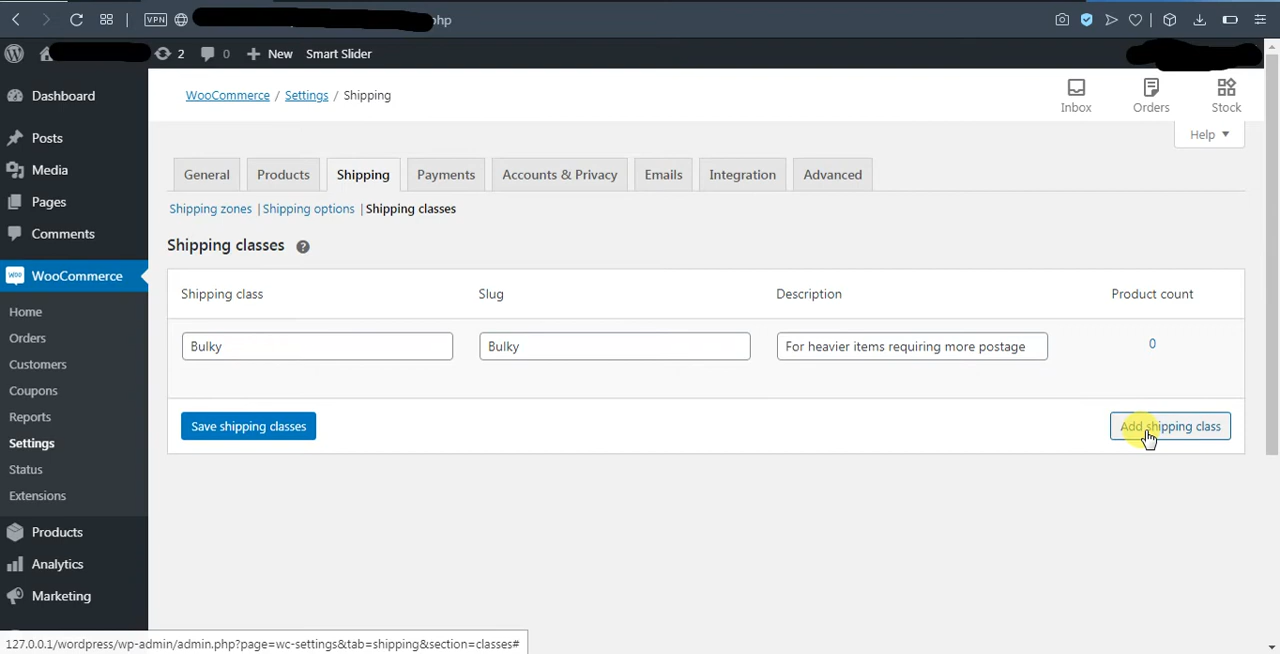 VPN
hp
2
0
New
Smart Slider
WooCommerce / Settings / Shipping
Inbox
Orders
Stock
Help
Dashboard
Posts
Media
Pages
Comments
WooCommerce
Home
Orders
Customers
Coupons
Reports
Settings
Status
Extensions
Products
Analytics
Marketing
General
Products
Shipping
Payments
Accounts & Privacy
Emails
Integration
Advanced
Shipping zones | Shipping options | Shipping classes
Shipping classes ?
Shipping class
Slug
Description
Product count
Bulky
Bulky
For heavier items requiring more postage
0
Save shipping classes
Add shipping class
127.0.0.1/wordpress/wp-admin/admin.php?page=wc-settings&tab=shipping&section=classes#